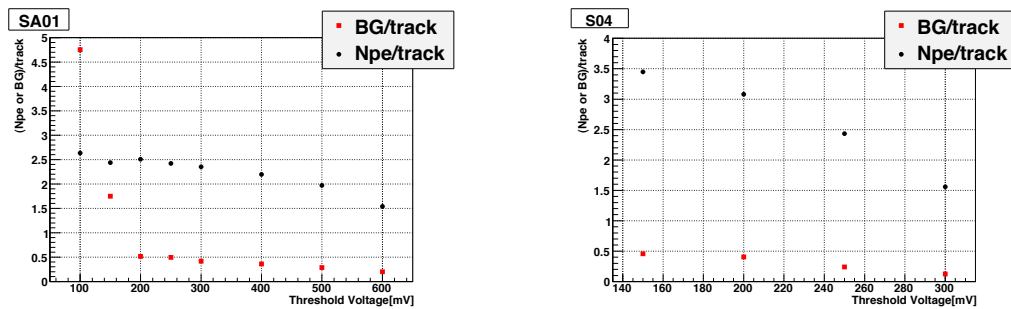 SA01
BG/track
Npe/track
(Npe or BG)/track
5
4.5
4
3.5
3
2.5
2
1.5
1
0.5
0
100 200 300 400 500 600
Threshold Voltage[mV]
S04
BG/track
Npe/track
(Npe or BG)/track
4
3.5
3
2.5
2
1.5
1
0.5
0
140 160 180 200 220 240 260 280 300
Threshold Voltage[mV]